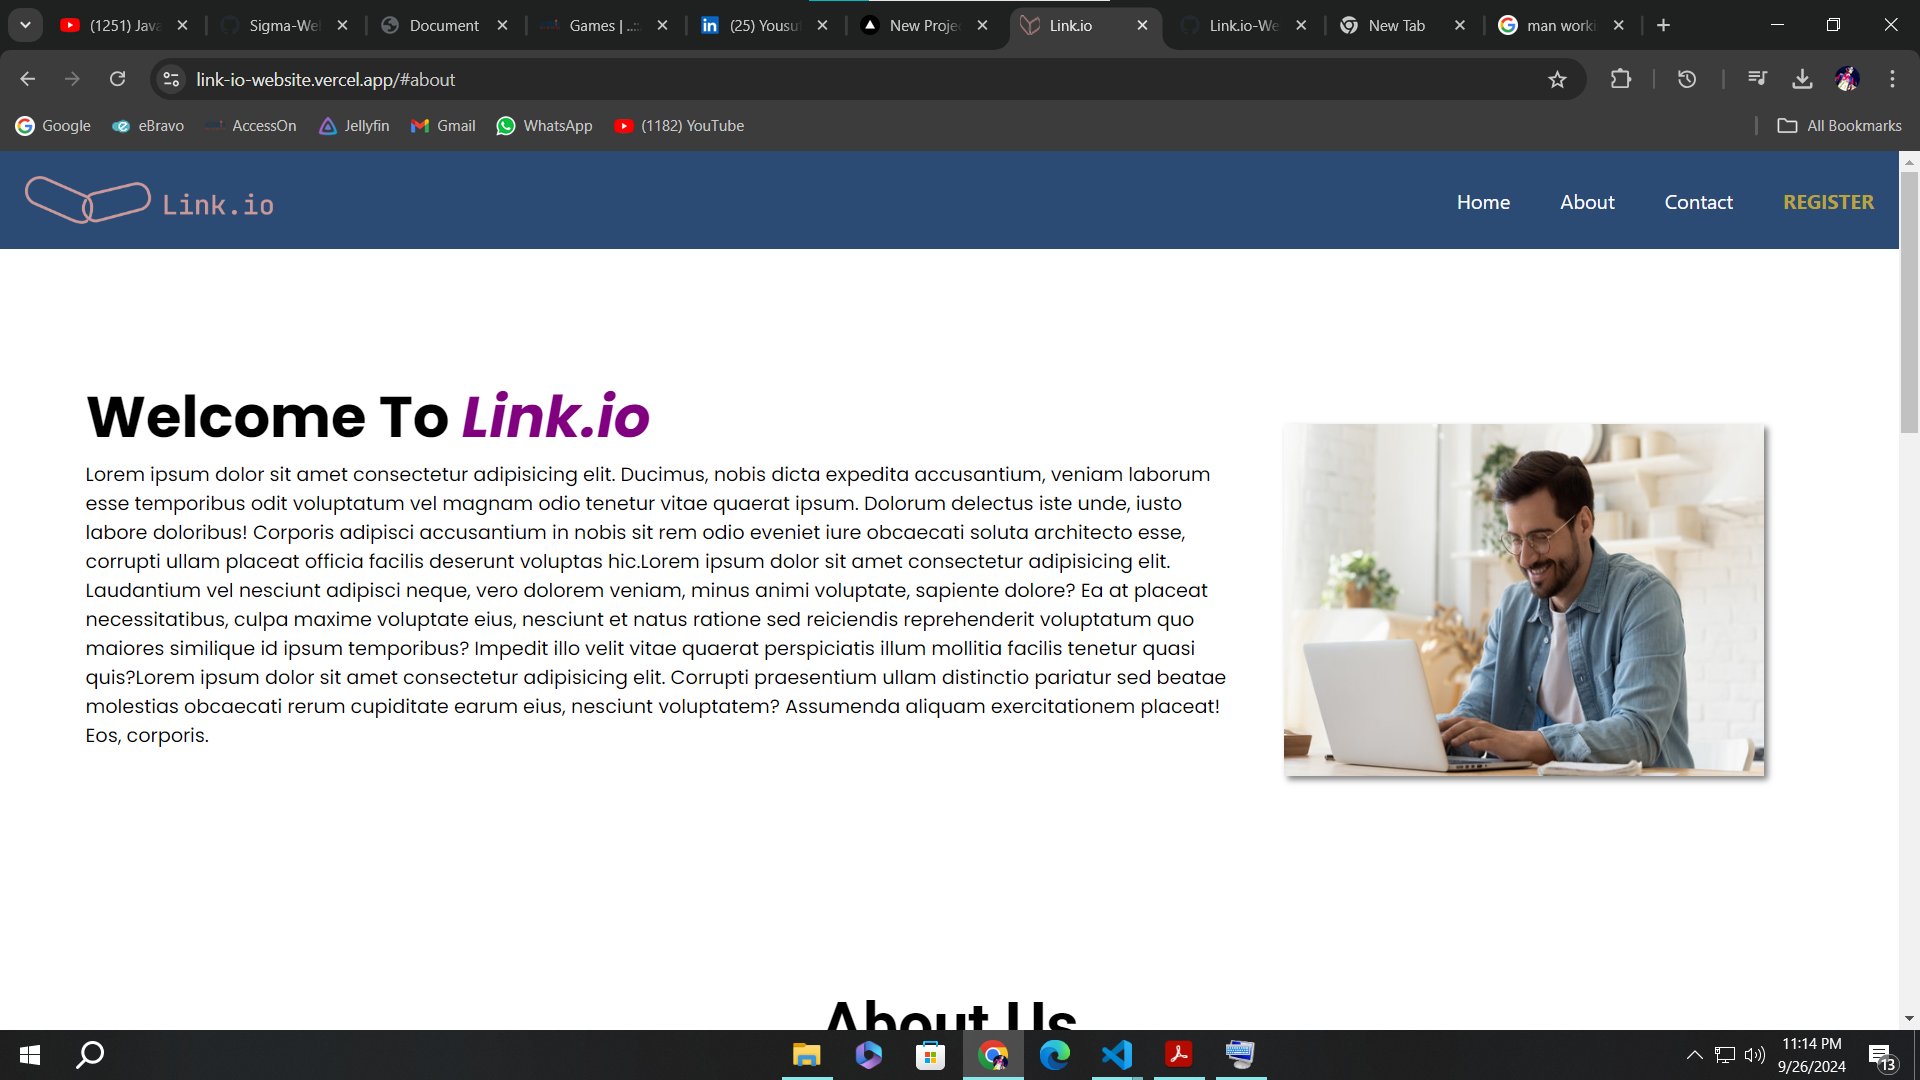 (1251) Java
Sigma-Wel
Document
Games | ..:
(25) Yousuf
New Projec
Link.io
Link.io-We
New Tab
man worki
link-io-website.vercel.app/#about
Google
eBravo
AccessOn
Jellyfin
Gmail
WhatsApp
(1182) YouTube
All Bookmarks
Link.io
Home
About
Contact
REGISTER
Welcome To Link.io
Lorem ipsum dolor sit amet consectetur adipisicing elit. Ducimus, nobis dicta expedita accusantium, veniam laborum
esse temporibus odit voluptatum vel magnam odio tenetur vitae quaerat ipsum. Dolorum delectus iste unde, iusto
labore doloribus! Corporis adipisci accusantium in nobis sit rem odio eveniet iure obcaecati soluta architecto esse,
corrupti ullam placeat officia facilis deserunt voluptas hic.Lorem ipsum dolor sit amet consectetur adipisicing elit.
Laudantium vel nesciunt adipisci neque, vero dolorem veniam, minus animi voluptate, sapiente dolore? Ea at placeat
necessitatibus, culpa maxime voluptate eius, nesciunt et natus ratione sed reiciendis reprehenderit voluptatum quo
maiores similique id ipsum temporibus? Impedit illo velit vitae quaerat perspiciatis illum mollitia facilis tenetur quasi
quis?Lorem ipsum dolor sit amet consectetur adipisicing elit. Corrupti praesentium ullam distinctio pariatur sed beatae
molestias obcaecati rerum cupiditate earum eius, nesciunt voluptatem? Assumenda aliquam exercitationem placeat!
Eos, corporis.
About Us
11:14 PM
9/26/2024
13